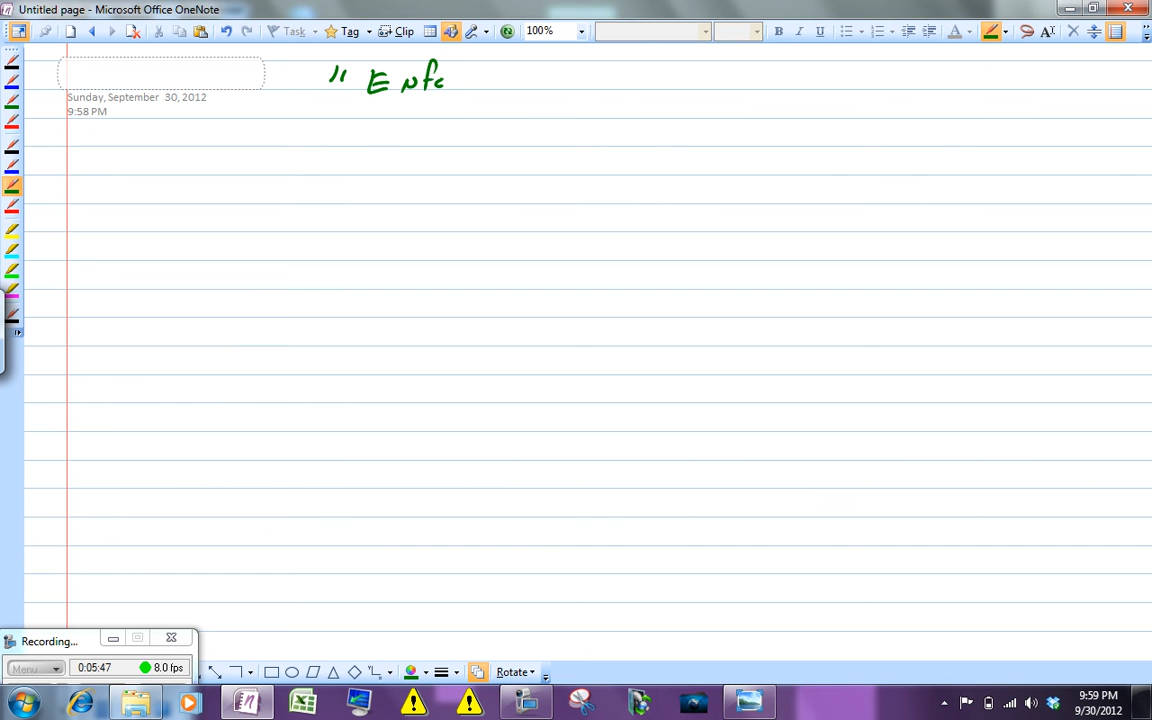 Untitled page - Microsoft Office OneNote
Task Tag Clip 100% B I U
" Enfc
Sunday, September 30, 2012
9:58 PM
Recording...
Menu 0:05:47 8.0 fps
Rotate
9:59 PM
9/30/2012